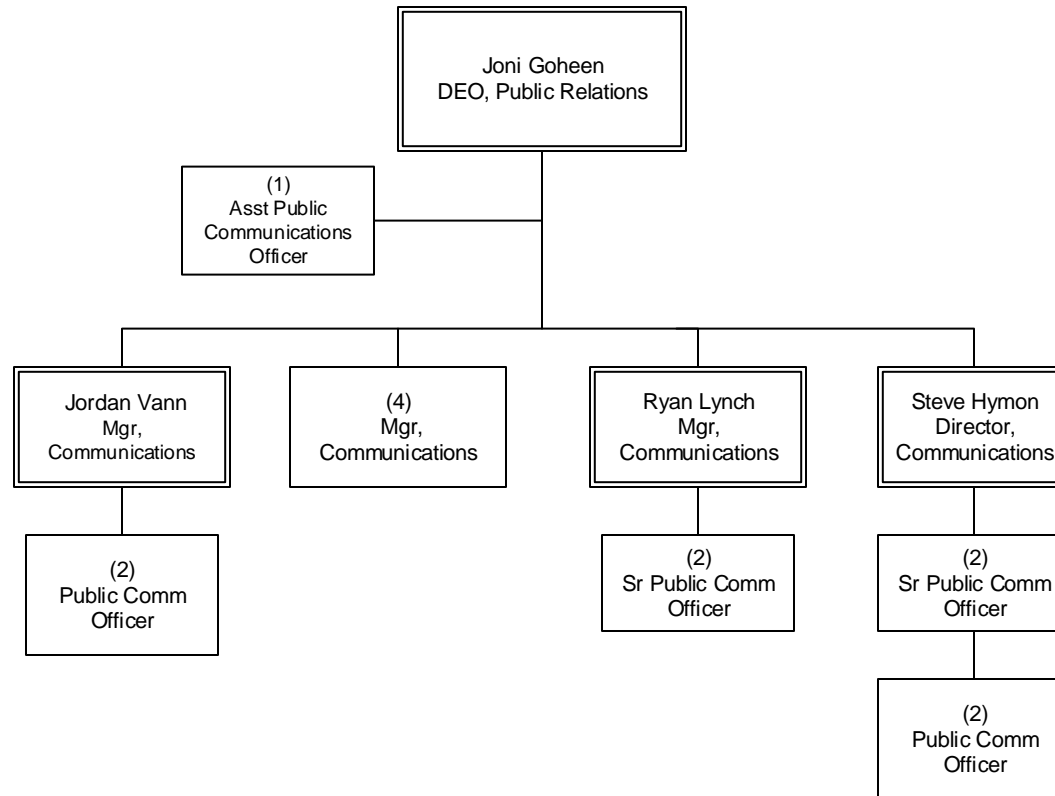 Joni Goheen
DEO, Public Relations
(1)
Asst Public
Communications
Officer
Jordan Vann
Mgr,
Communications
(4)
Mgr,
Communications
Ryan Lynch
Mgr,
Communications
Steve Hymon
Director,
Communications
(2)
Public Comm
Officer
(2)
Sr Public Comm
Officer
(2)
Sr Public Comm
Officer
(2)
Public Comm
Officer